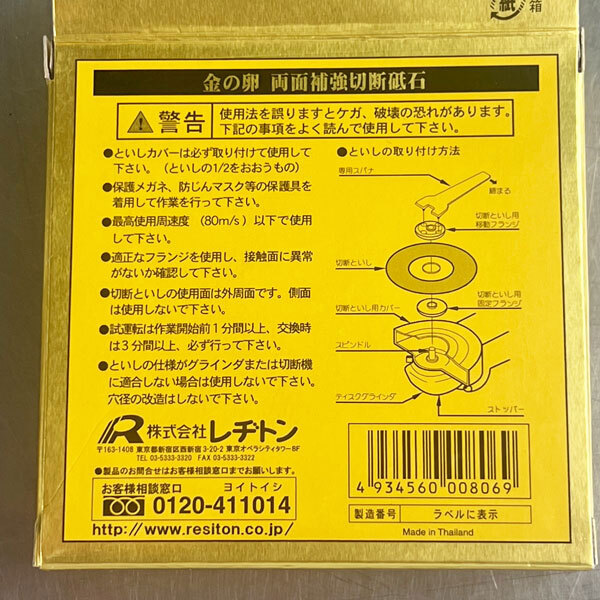 紙
箱
金の卵 両面補強切断砥石
警告
使用法を誤りますとケガ、破壊の恐れがあります。
下記の事項をよく読んで使用して下さい。
●といしカバーは必ず取り付けて使用して
下さい。（といしの1/2をおおうもの）
●保護メガネ、防じんマスク等の保護具を
着用して作業を行って下さい。
●最高使用周速度 （80m/s）以下で使用
して下さい。
●適正なフランジを使用し、接触面に異常
がないか確認して下さい。
●切断といしの使用面は外周面です。側面
は使用しないで下さい。
●試運転は作業開始前1分間以上、交換時
は3分間以上、必ず行って下さい。
●といしの仕様がグラインダまたは切断機
に適合しない場合は使用しないで下さい。
穴径の改造はしないで下さい。
●といしの取り付け方法
専用スパナ
締まる
切断といし用
移動フランジ
切断といし
切断といし用カバー
切断といし用
固定フランジ
スピンドル
ディスクグラインダ
ストッパー
R 株式会社 レヂトン
〒163-1408 東京都新宿区西新宿3-20-2 東京オペラシティタワー8F
TEL 03-5333-3320 FAX 03-5333-3322
●製品のお問合せはお客様相談窓口までお願いします。
お客様相談窓口 ヨイトイシ
0120-411014
http://www.resiton.co.jp/
4 934560 008069
製造番号 ラベルに表示
Made in Thailand